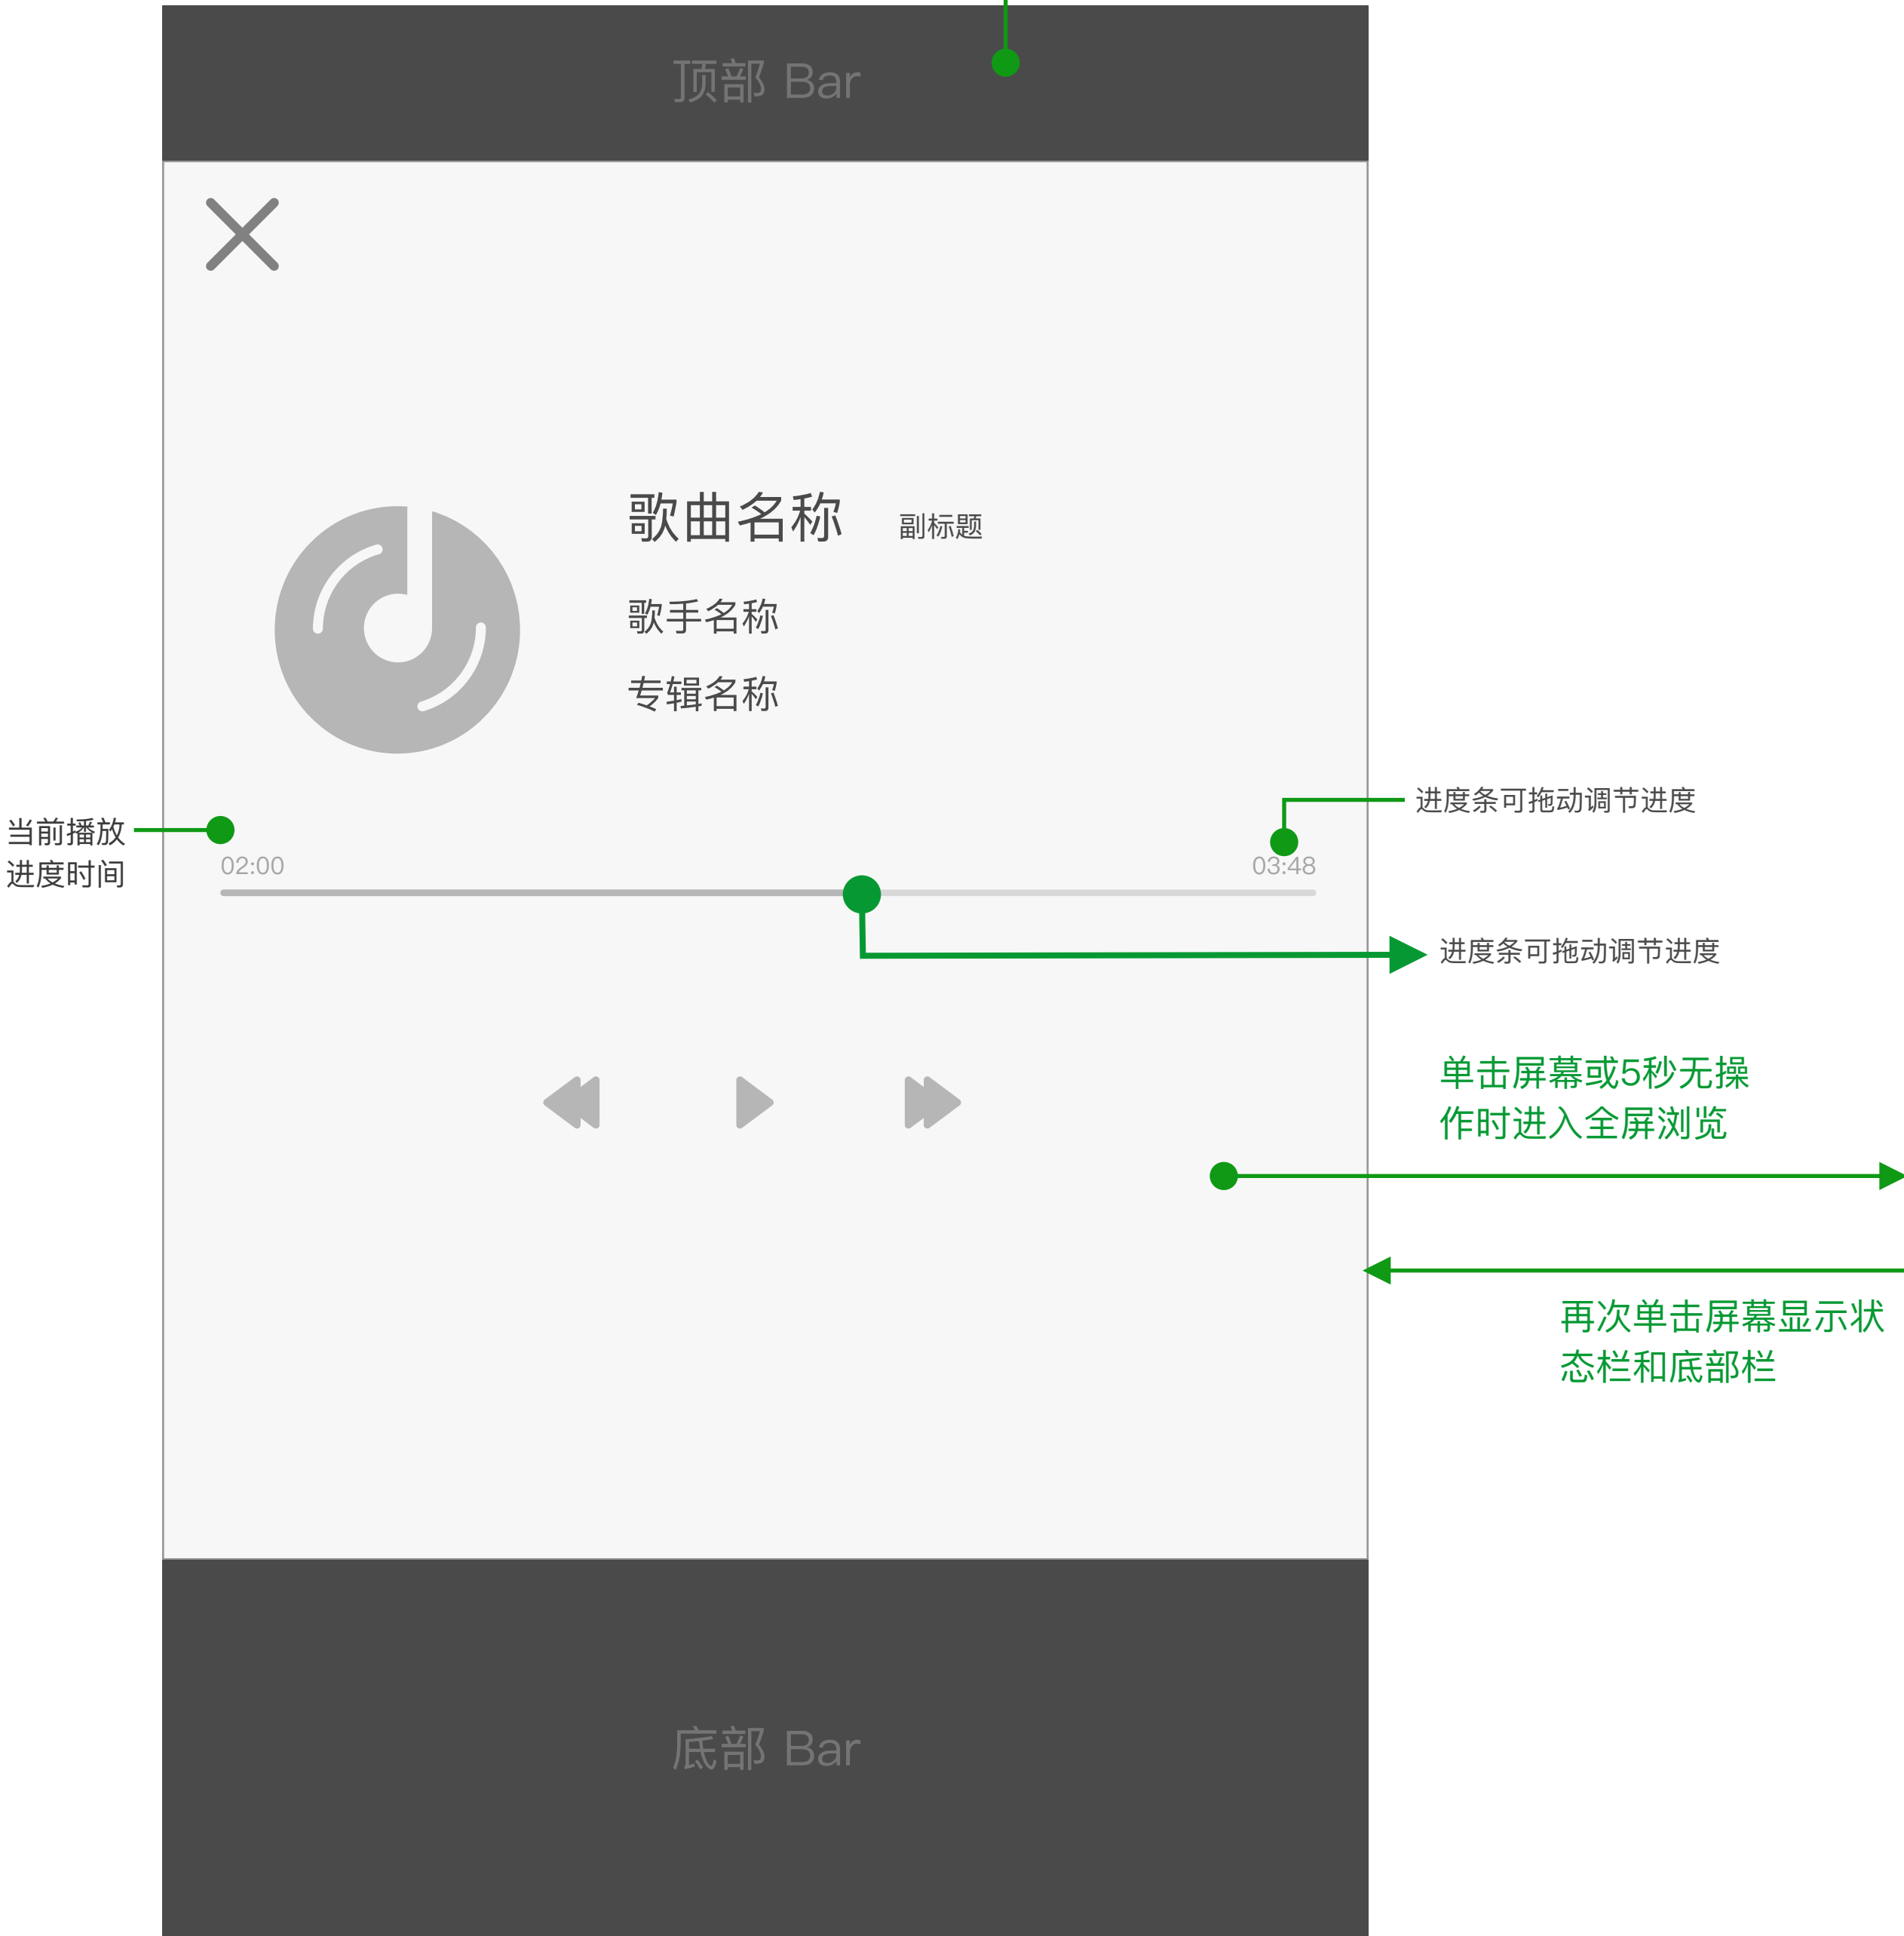 顶部 Bar
歌曲名称 副标题
歌手名称
专辑名称
当前播放
进度时间
02:00
03:48
进度条可拖动调节进度
进度条可拖动调节进度
单击屏幕或5秒无操
作时进入全屏浏览
再次单击屏幕显示状
态栏和底部栏
底部 Bar